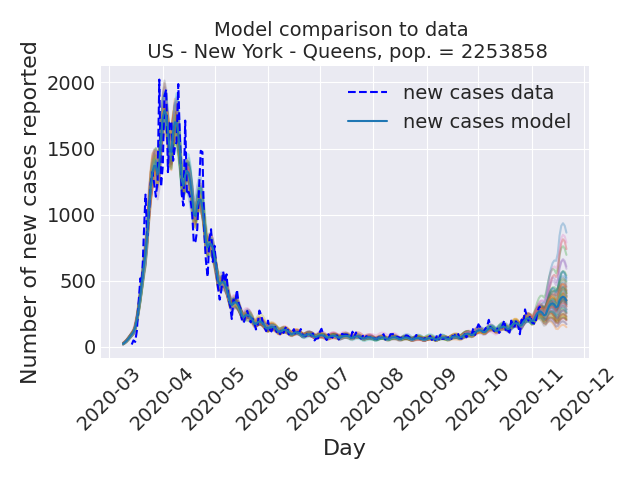 Model comparison to data
US - New York - Queens, pop. = 2253858
Number of new cases reported
2000
1500
1000
500
0
new cases data
new cases model
2020-03
2020-04
2020-05
2020-06
2020-07
2020-08
2020-09
2020-10
2020-11
2020-12
Day